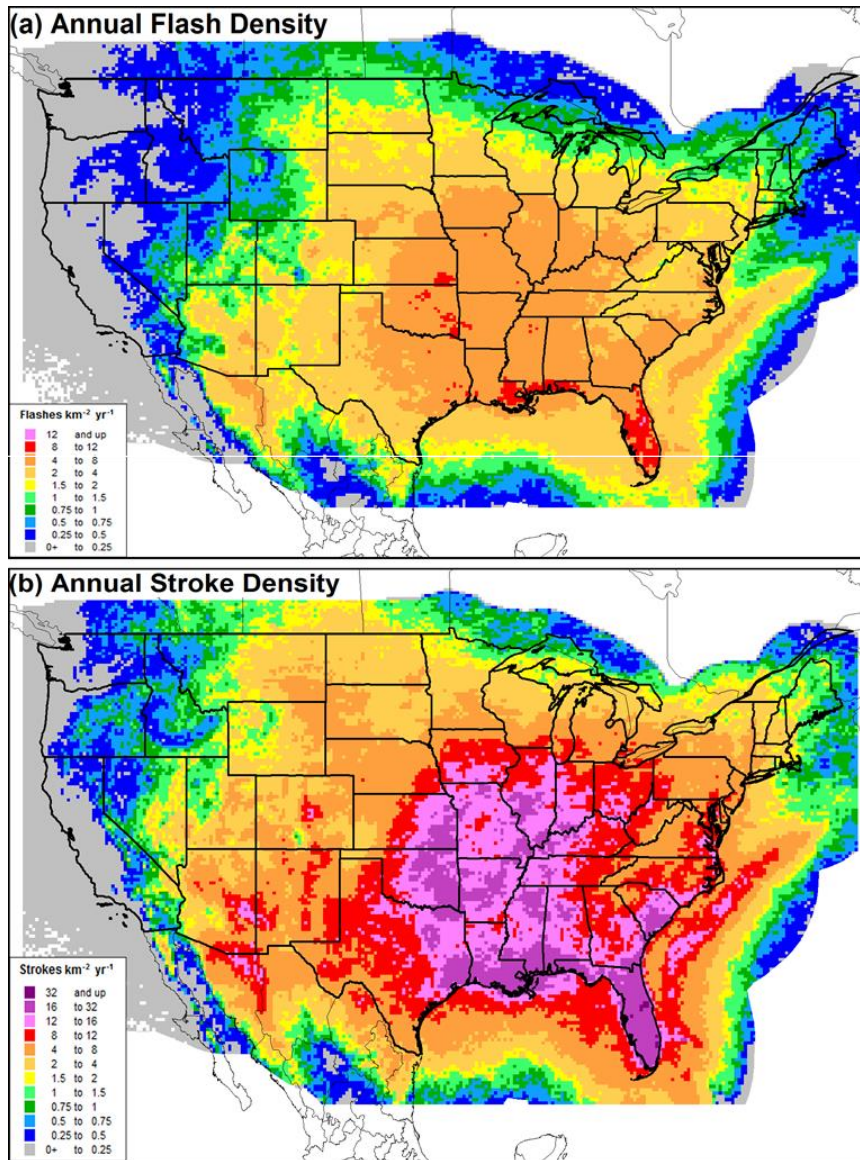 (a) Annual Flash Density
Flashes km⁻² yr⁻¹
12 and up
8 to 12
4 to 8
2 to 4
1.5 to 2
1 to 1.5
0.75 to 1
0.5 to 0.75
0.25 to 0.5
0+ to 0.25
(b) Annual Stroke Density
Strokes km⁻² yr⁻¹
32 and up
16 to 32
12 to 16
8 to 12
4 to 8
2 to 4
1.5 to 2
1 to 1.5
0.75 to 1
0.5 to 0.75
0.25 to 0.5
0+ to 0.25